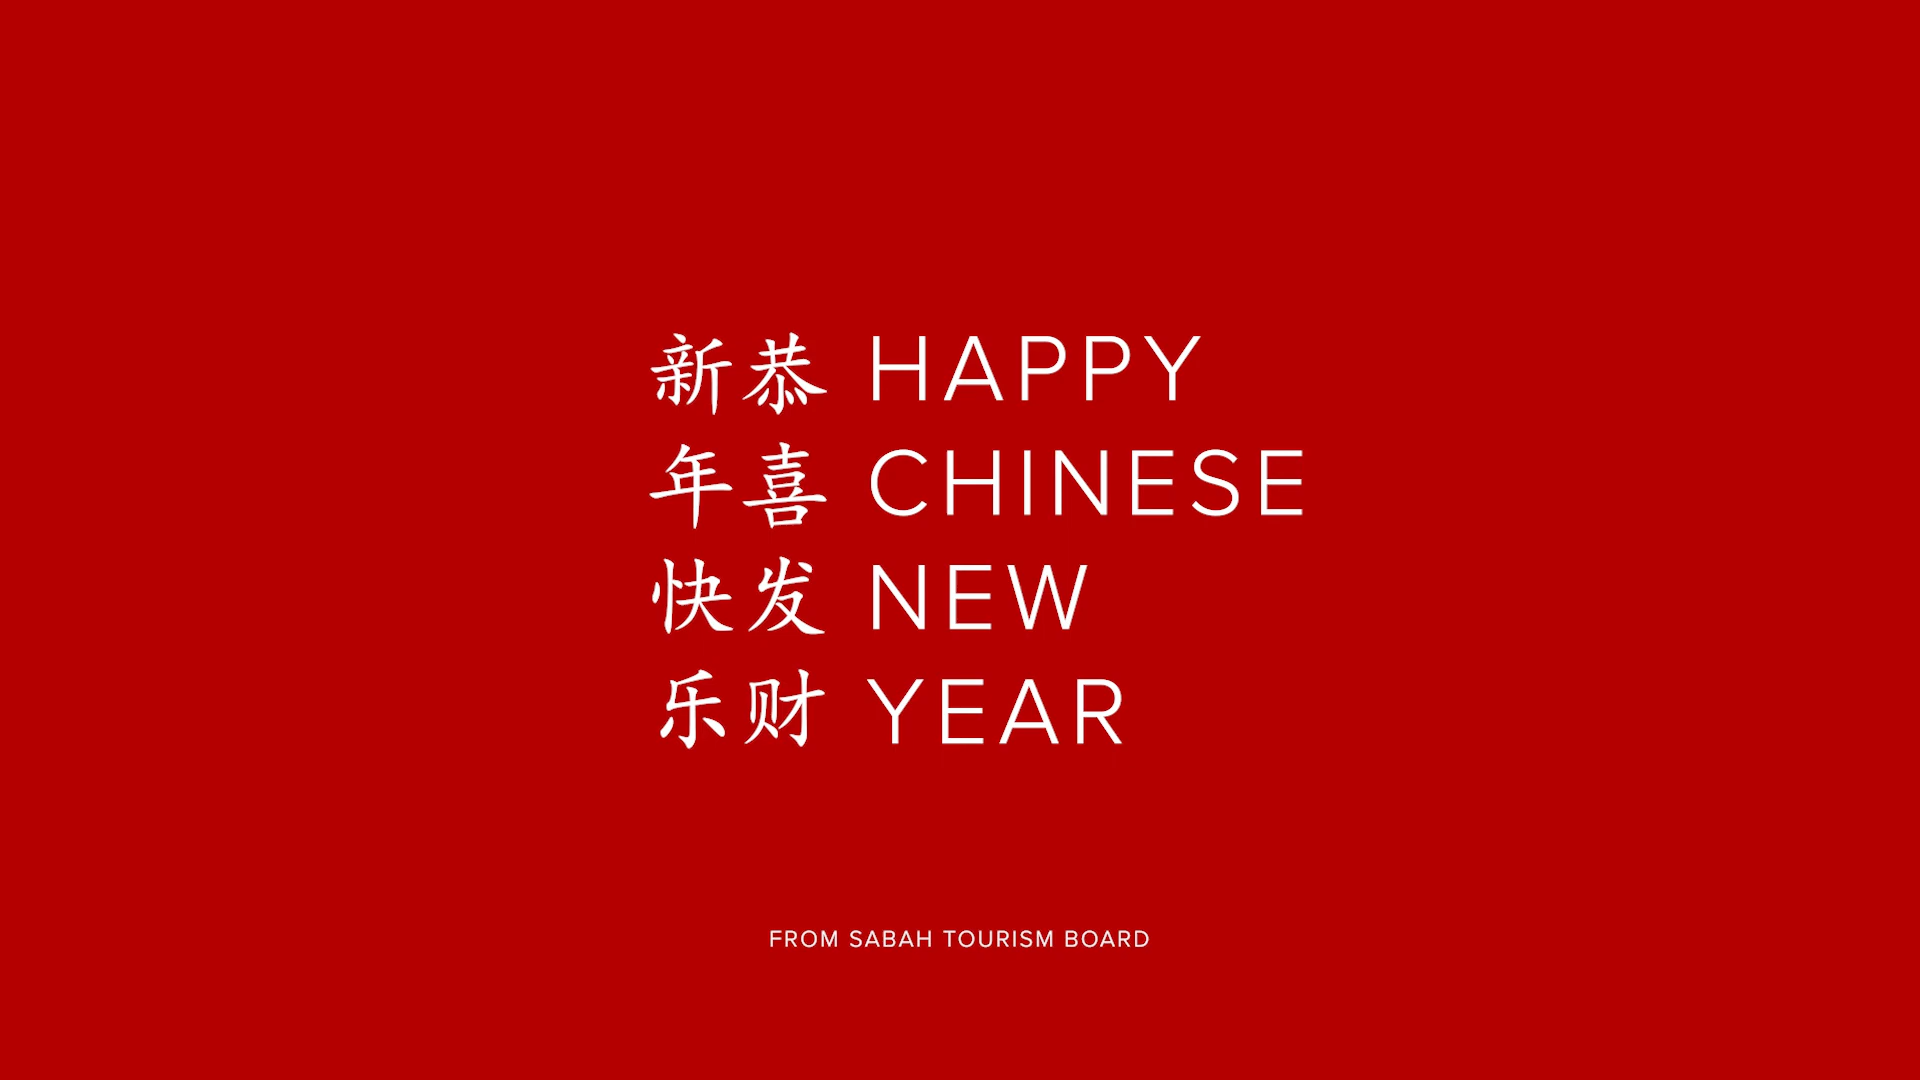 恭喜发财
新年快乐
HAPPY
CHINESE
NEW
YEAR
FROM SABAH TOURISM BOARD